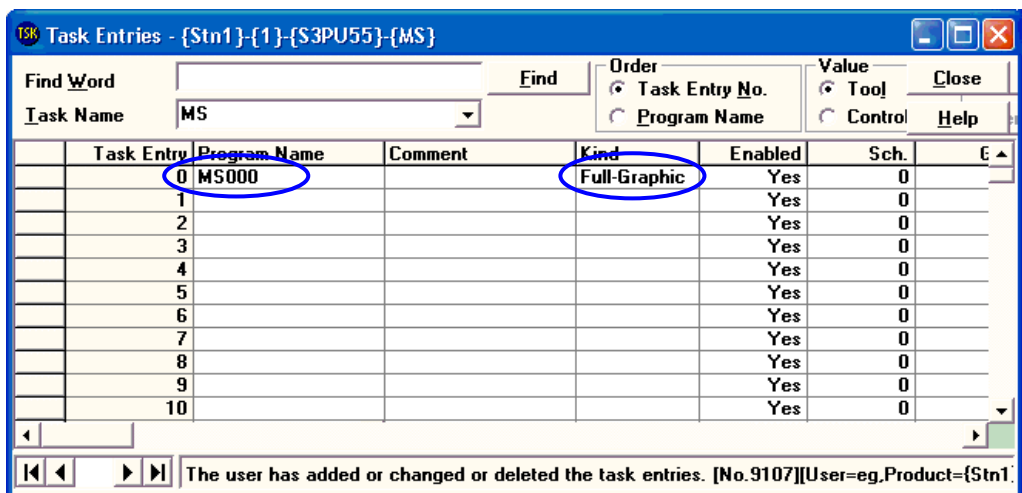 TSK Task Entries - {Stn1}-{1}-{S3PU55}-{MS}
Find Word Find Order Value Close
Task Entry No. Tool
Task Name MS Program Name Control Help
Task Entry Program Name Comment Kind Enabled Sch.
0 MS000 Full-Graphic Yes 0
1 Yes 0
2 Yes 0
3 Yes 0
4 Yes 0
5 Yes 0
6 Yes 0
7 Yes 0
8 Yes 0
9 Yes 0
10 Yes 0
The user has added or changed or deleted the task entries. [No.9107][User=eg,Product={Stn1